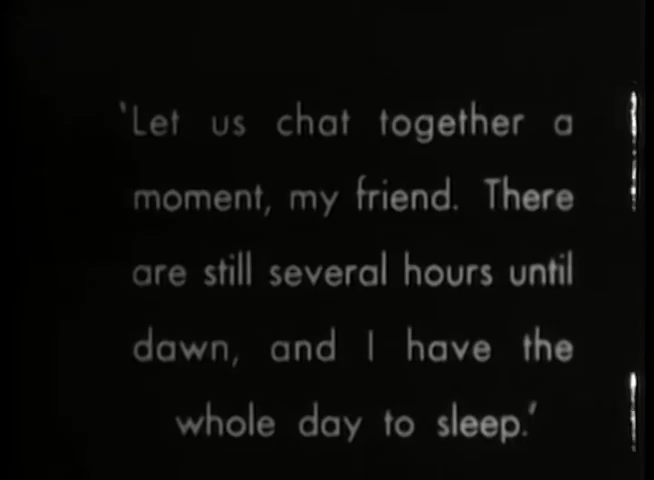 ‘Let us chat together a
moment, my friend. There
are still several hours until
dawn, and I have the
whole day to sleep.’